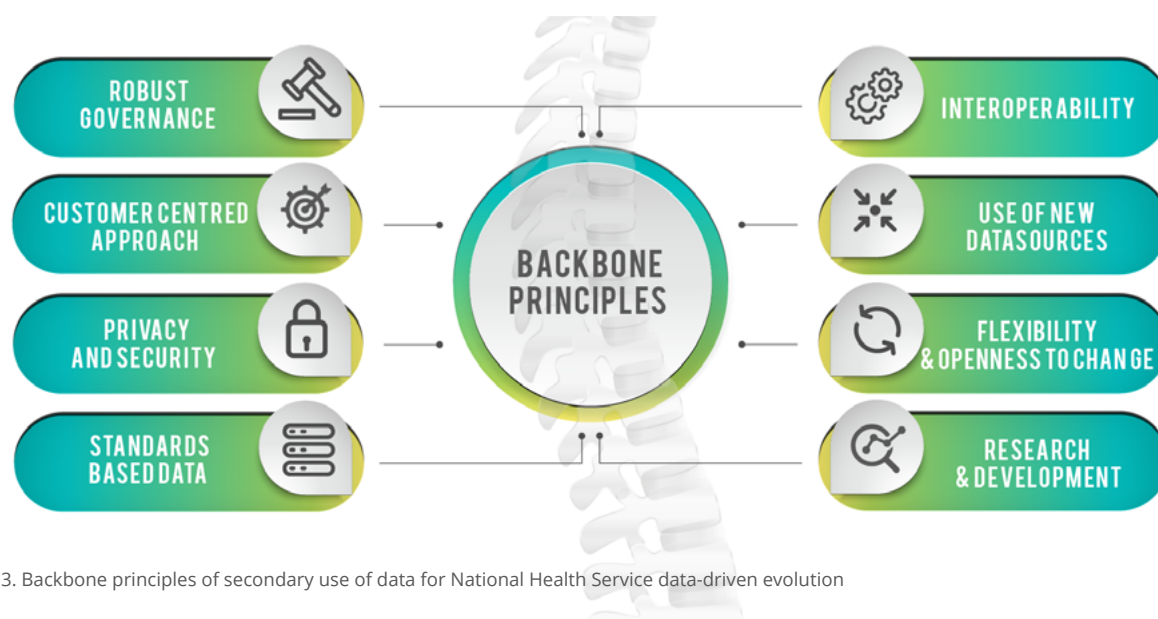 ROBUST
GOVERNANCE
CUSTOMER CENTRED
APPROACH
PRIVACY
AND SECURITY
STANDARDS
BASED DATA
BACKBONE
PRINCIPLES
INTEROPERABILITY
USE OF NEW
DATASOURCES
FLEXIBILITY
& OPENNESS TO CHANGE
RESEARCH
& DEVELOPMENT
3. Backbone principles of secondary use of data for National Health Service data-driven evolution